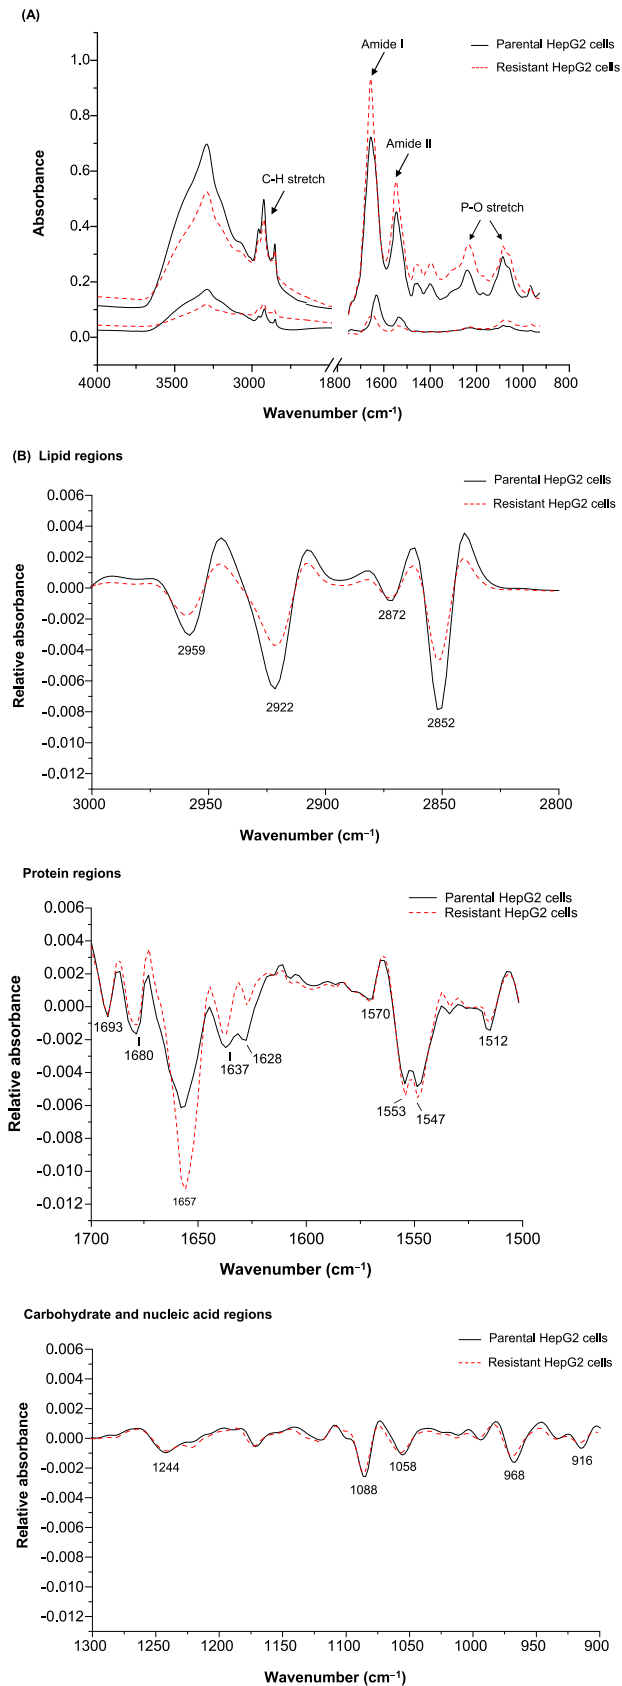 (A)
Amide I
Parental HepG2 cells
Resistant HepG2 cells
1.0
0.8
0.6
0.4
0.2
0.0
Absorbance
Amide II
C-H stretch
P-O stretch
4000 3500 3000 2500 1800 1600 1400 1200 1000 800
Wavenumber (cm⁻¹)
(B) Lipid regions
Parental HepG2 cells
Resistant HepG2 cells
0.006
0.004
0.002
0.000
-0.002
-0.004
-0.006
-0.008
-0.010
-0.012
Relative absorbance
2959
2922
2872
2852
3000 2950 2900 2850 2800
Wavenumber (cm⁻¹)
Protein regions
Parental HepG2 cells
Resistant HepG2 cells
0.006
0.004
0.002
0.000
-0.002
-0.004
-0.006
-0.008
-0.010
-0.012
Relative absorbance
1693
1680
1657
1637
1628
1570
1553
1547
1512
1700 1650 1600 1550 1500
Wavenumber (cm⁻¹)
Carbohydrate and nucleic acid regions
Parental HepG2 cells
Resistant HepG2 cells
0.006
0.004
0.002
0.000
-0.002
-0.004
-0.006
-0.008
-0.010
-0.012
Relative absorbance
1244
1088
1058
968
916
1300 1250 1200 1150 1100 1050 1000 950 900
Wavenumber (cm⁻¹)